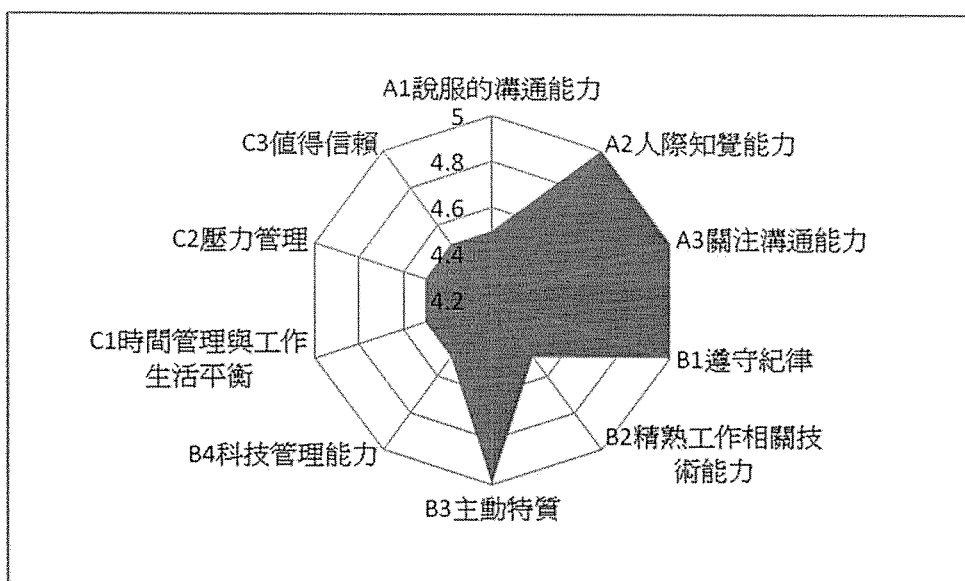 A1說服的溝通能力
5
C3值得信賴
A2人際知覺能力
4.8
4.6
C2壓力管理
4.4
A3關注溝通能力
4.2
C1時間管理與工作
生活平衡
B1遵守紀律
B4科技管理能力
B2精熟工作相關技
術能力
B3主動特質